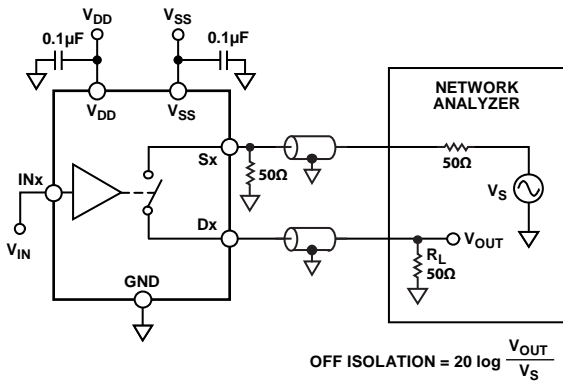 VDD
VSS
0.1µF
0.1µF
VDD
VSS
NETWORK
ANALYZER
Sx
50Ω
50Ω
INx
VS
VIN
Dx
VOUT
RL
50Ω
GND
OFF ISOLATION = 20 log VOUT
VS